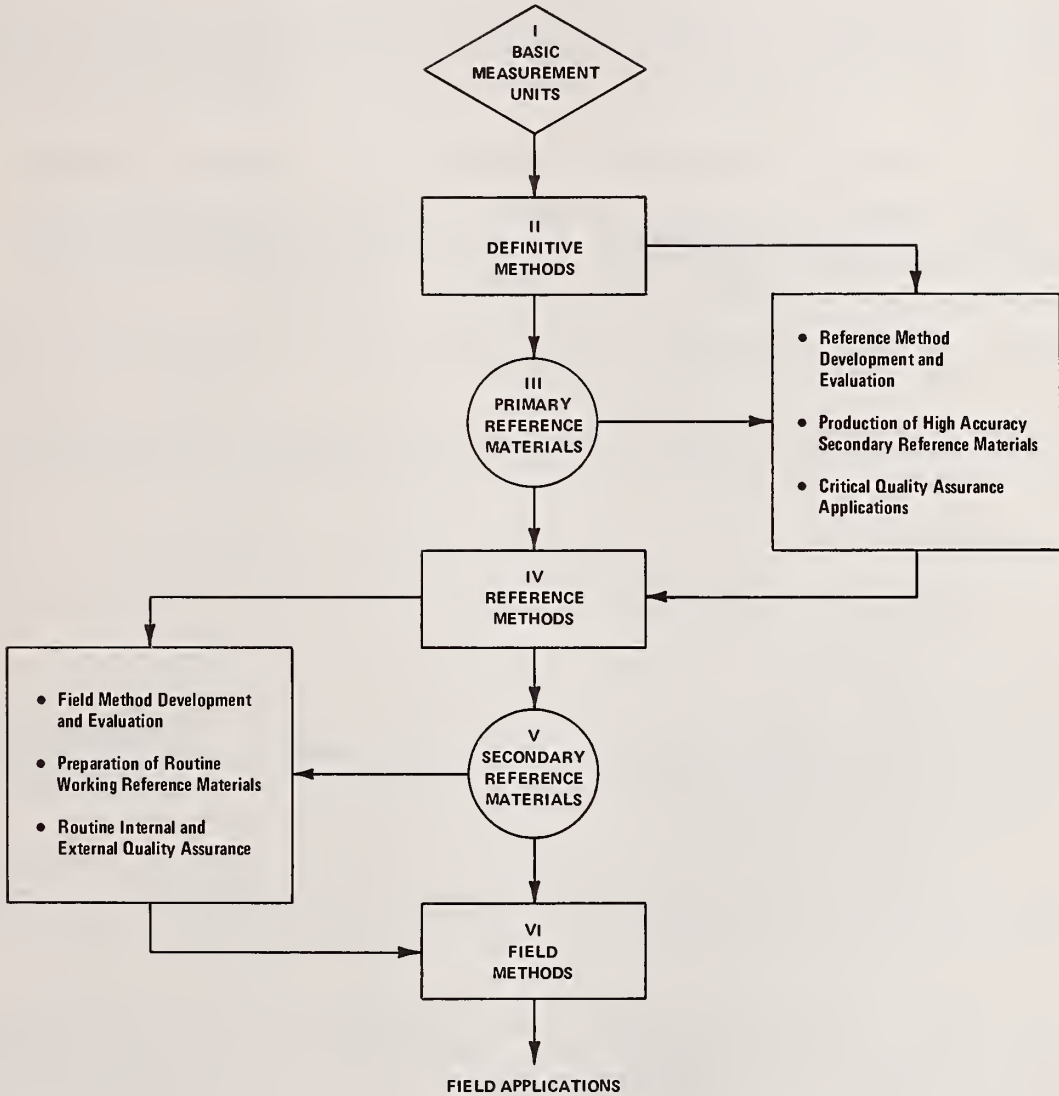 I
BASIC
MEASUREMENT
UNITS
II
DEFINITIVE
METHODS
• Reference Method
Development and
Evaluation
• Production of High Accuracy
Secondary Reference Materials
• Critical Quality Assurance
Applications
III
PRIMARY
REFERENCE
MATERIALS
IV
REFERENCE
METHODS
• Field Method Development
and Evaluation
• Preparation of Routine
Working Reference Materials
• Routine Internal and
External Quality Assurance
V
SECONDARY
REFERENCE
MATERIALS
VI
FIELD
METHODS
FIELD APPLICATIONS